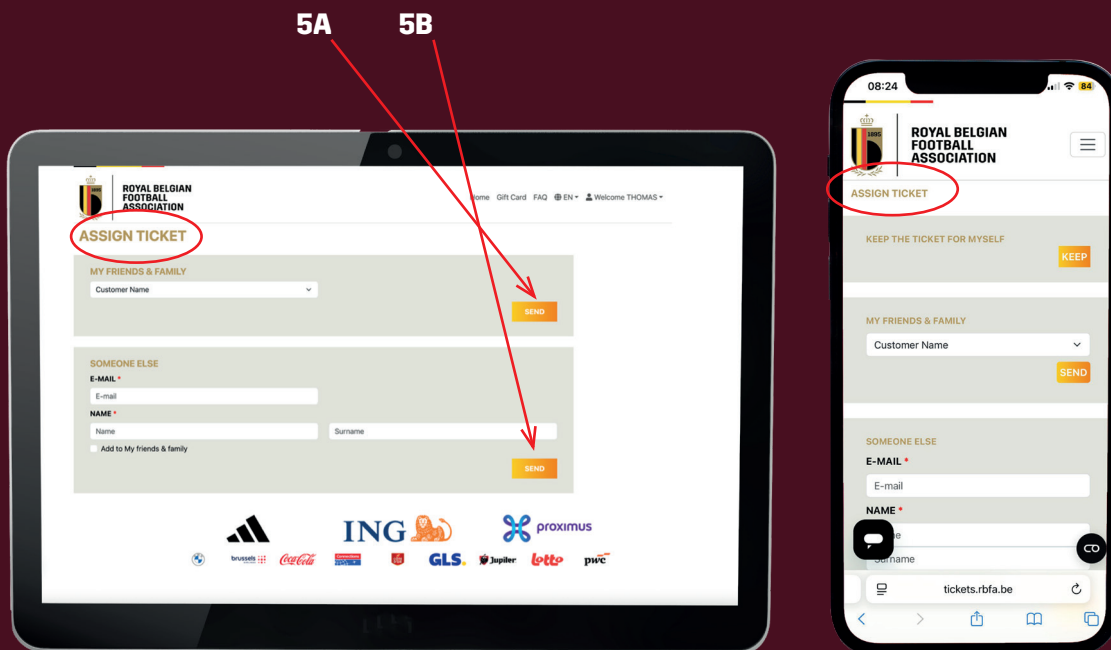 5A 5B
1895
ROYAL BELGIAN
FOOTBALL
ASSOCIATION
Home Gift Card FAQ EN Welcome THOMAS
ASSIGN TICKET
MY FRIENDS & FAMILY
Customer Name
SEND
SOMEONE ELSE
E-MAIL *
E-mail
NAME *
Name Surname
Add to My friends & family
SEND
ING proximus
brussels Coca-Cola GLS. Jupiler lotto pwc
08:24 84
1895
ROYAL BELGIAN
FOOTBALL
ASSOCIATION
ASSIGN TICKET
KEEP THE TICKET FOR MYSELF
KEEP
MY FRIENDS & FAMILY
Customer Name
SEND
SOMEONE ELSE
E-MAIL *
E-mail
NAME *
Surname
tickets.rbfa.be